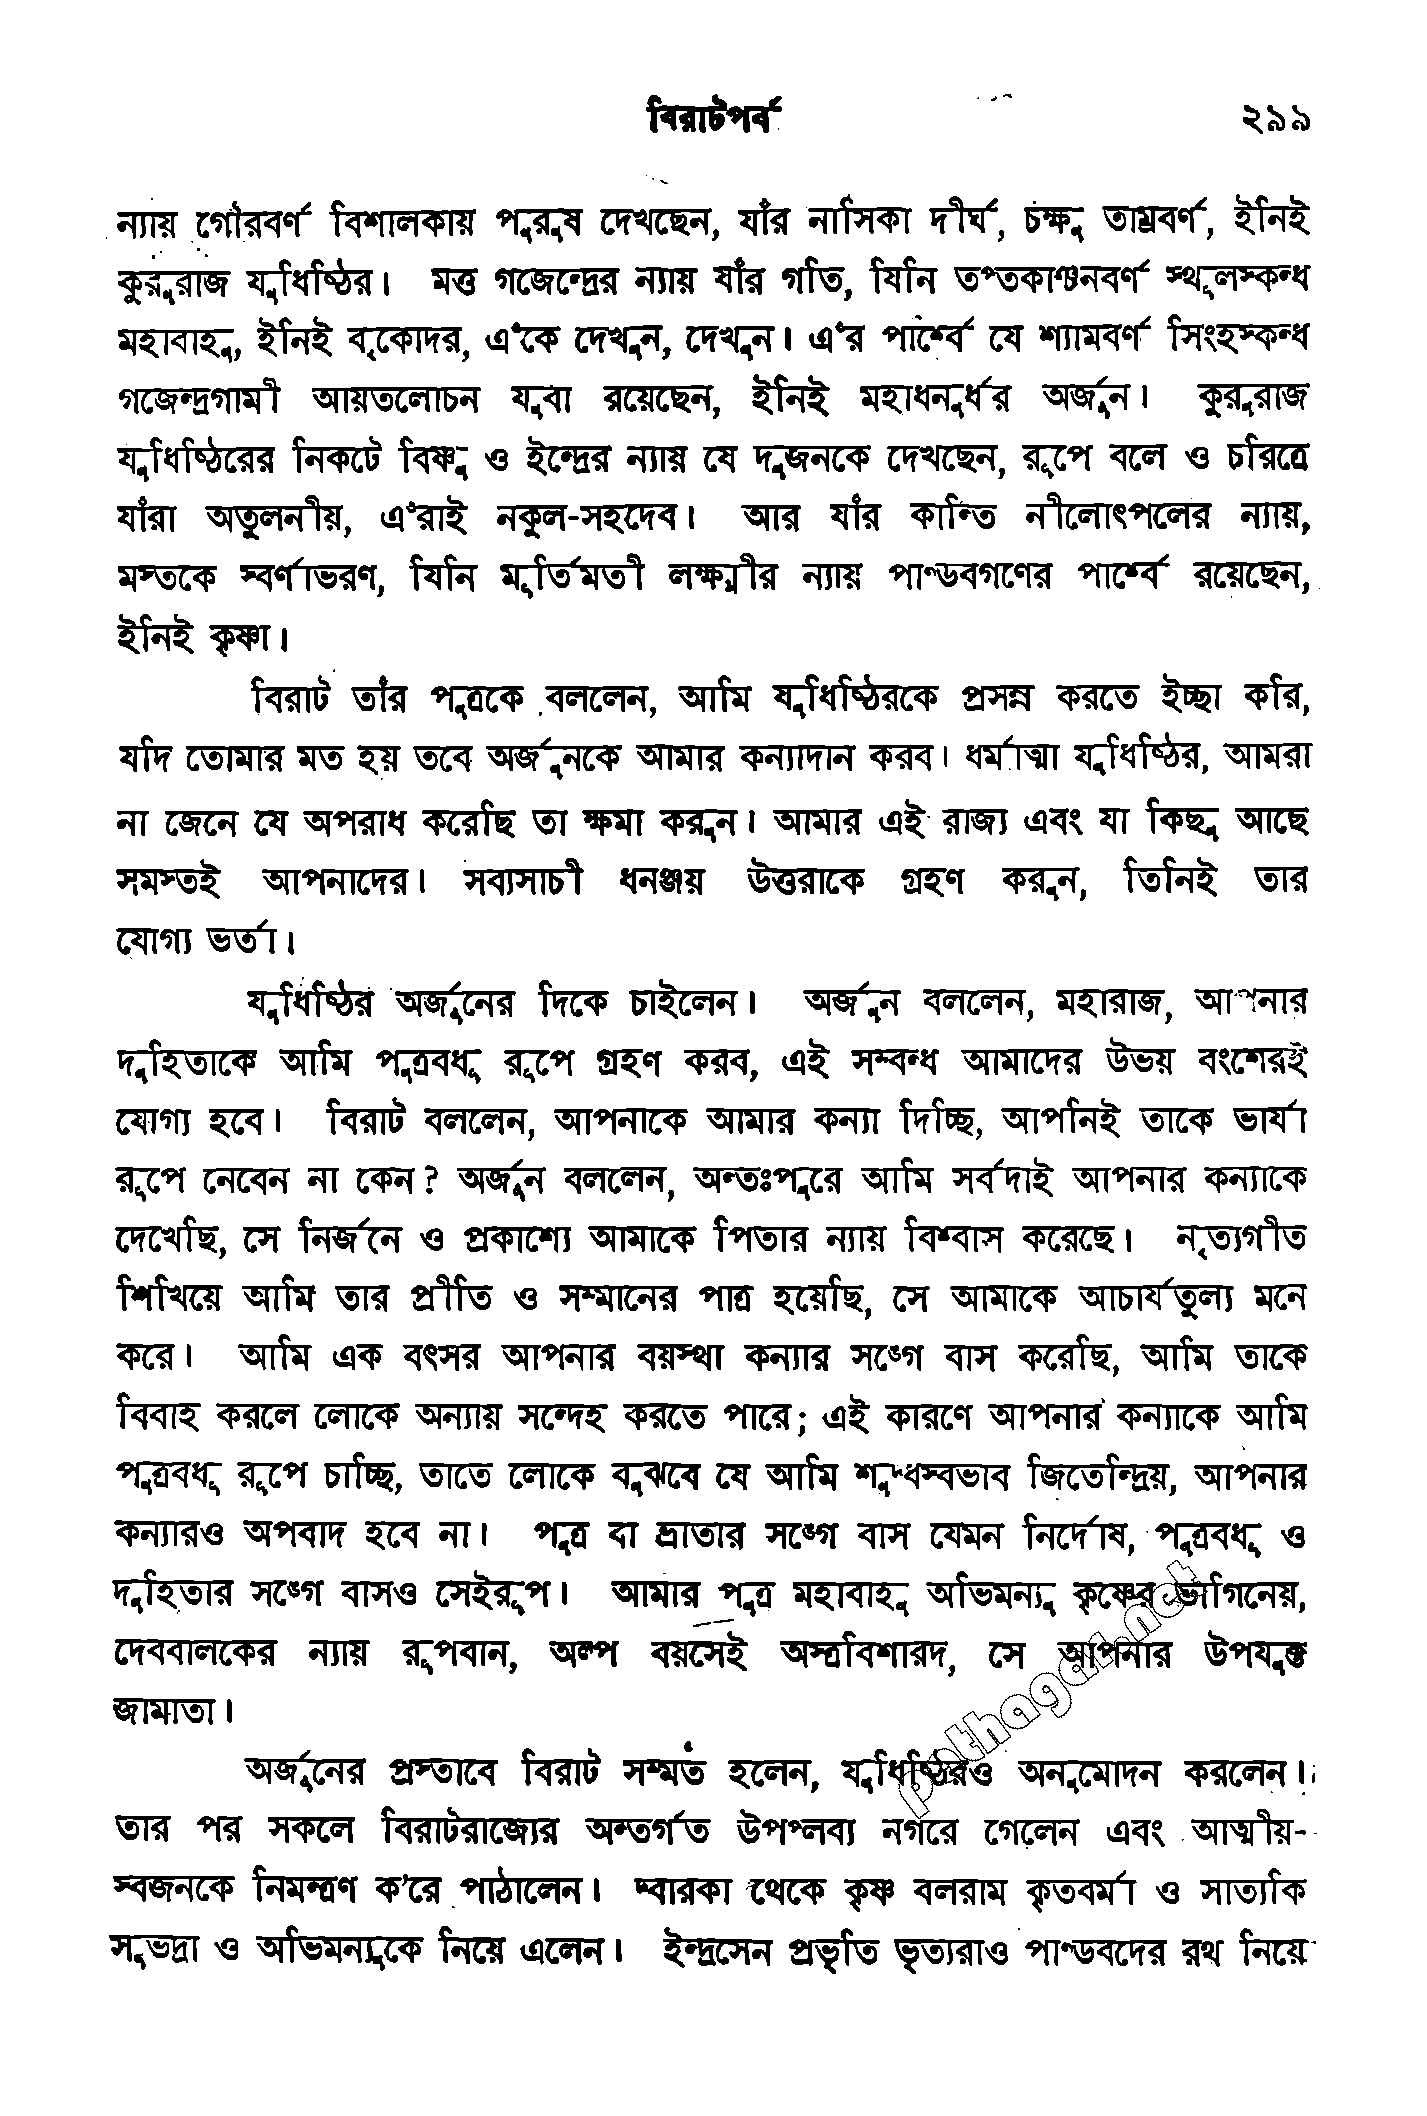 বিরাটপর্ব ২৯৯
ন্যায় গৌরবর্ণ বিশালকায় পুরুষ দেখছেন, যাঁর নাসিকা দীর্ঘ, চক্ষু তাম্রবর্ণ, ইনিই
কুরুরাজ যুধিষ্ঠির। মত্ত গজেন্দ্রের ন্যায় যাঁর গতি, যিনি তপ্তকাঞ্চনবর্ণ স্থূলস্কন্ধ
মহাবাহু, ইনিই বৃকোদর, এঁকে দেখুন, দেখুন। এঁর পার্শ্বে যে শ্যামবর্ণ সিংহস্কন্ধ
গজেন্দ্রগামী আয়তলোচন যুবা রয়েছেন, ইনিই মহাধনুর্ধর অর্জুন। কুরুরাজ
যুধিষ্ঠিরের নিকটে বিষ্ণু ও ইন্দ্রের ন্যায় যে দুজনকে দেখছেন, রূপে বলে ও চরিত্রে
যাঁরা অতুলনীয়, এঁরাই নকুল-সহদেব। আর যাঁর কান্তি নীলোৎপলের ন্যায়,
মস্তকে স্বর্ণাভরণ, যিনি মূর্তিমতী লক্ষ্মীর ন্যায় পাণ্ডবগণের পার্শ্বে রয়েছেন,
ইনিই কৃষ্ণা।
বিরাট তাঁর পুত্রকে বললেন, আমি যুধিষ্ঠিরকে প্রসন্ন করতে ইচ্ছা করি,
যদি তোমার মত হয় তবে অর্জুনকে আমার কন্যাদান করব। ধর্মাত্মা যুধিষ্ঠির, আমরা
না জেনে যে অপরাধ করেছি তা ক্ষমা করুন। আমার এই রাজ্য এবং যা কিছু আছে
সমস্তই আপনাদের। সব্যসাচী ধনঞ্জয় উত্তরাকে গ্রহণ করুন, তিনিই তার
যোগ্য ভর্তা।
যুধিষ্ঠির অর্জুনের দিকে চাইলেন। অর্জুন বললেন, মহারাজ, আপনার
দুহিতাকে আমি পুত্রবধূ রূপে গ্রহণ করব, এই সম্বন্ধ আমাদের উভয় বংশেরই
যোগ্য হবে। বিরাট বললেন, আপনাকে আমার কন্যা দিচ্ছি, আপনিই তাকে ভার্যা
রূপে নেবেন না কেন? অর্জুন বললেন, অন্তঃপুরে আমি সর্বদাই আপনার কন্যাকে
দেখেছি, সে নির্জনে ও প্রকাশ্যে আমাকে পিতার ন্যায় বিশ্বাস করেছে। নৃত্যগীত
শিখিয়ে আমি তার প্রীতি ও সম্মানের পাত্র হয়েছি, সে আমাকে আচার্যতুল্য মনে
করে। আমি এক বৎসর আপনার বয়স্থা কন্যার সঙ্গে বাস করেছি, আমি তাকে
বিবাহ করলে লোকে অন্যায় সন্দেহ করতে পারে; এই কারণে আপনার কন্যাকে আমি
পুত্রবধূ রূপে চাচ্ছি, তাতে লোকে বুঝবে যে আমি শুদ্ধস্বভাব জিতেন্দ্রিয়, আপনার
কন্যারও অপবাদ হবে না। পুত্র বা ভ্রাতার সঙ্গে বাস যেমন নির্দোষ, পুত্রবধূ ও
দুহিতার সঙ্গে বাসও সেইরূপ। আমার পুত্র মহাবাহু অভিমন্যু কৃষ্ণের ভাগিনেয়,
দেববালকের ন্যায় রূপবান, অল্প বয়সেই অস্ত্রবিশারদ, সে আপনার উপযুক্ত
জামাতা।
অর্জুনের প্রস্তাবে বিরাট সম্মত হলেন, যুধিষ্ঠিরও অনুমোদন করলেন।
তার পর সকলে বিরাটরাজ্যের অন্তর্গত উপপ্লব্য নগরে গেলেন এবং আত্মীয়-
স্বজনকে নিমন্ত্রণ ক'রে পাঠালেন। দ্বারকা থেকে কৃষ্ণ বলরাম কৃতবর্মা ও সাত্যকি
সুভদ্রা ও অভিমন্যুকে নিয়ে এলেন। ইন্দ্রসেন প্রভৃতি ভৃত্যরাও পাণ্ডবদের রথ নিয়ে
pathagar.net